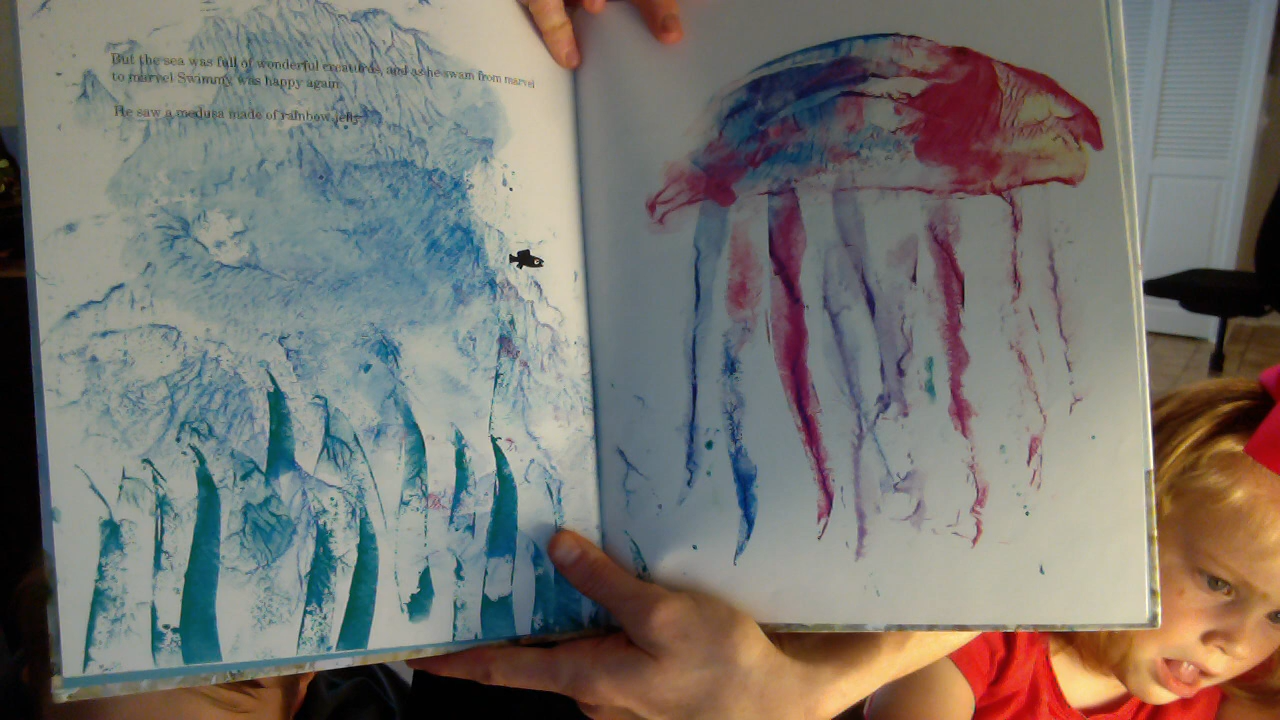 But the sea was full of wonderful creatures, and as he swam from marvel
to marvel Swimmy was happy again.
He saw a medusa made of rainbow jelly...